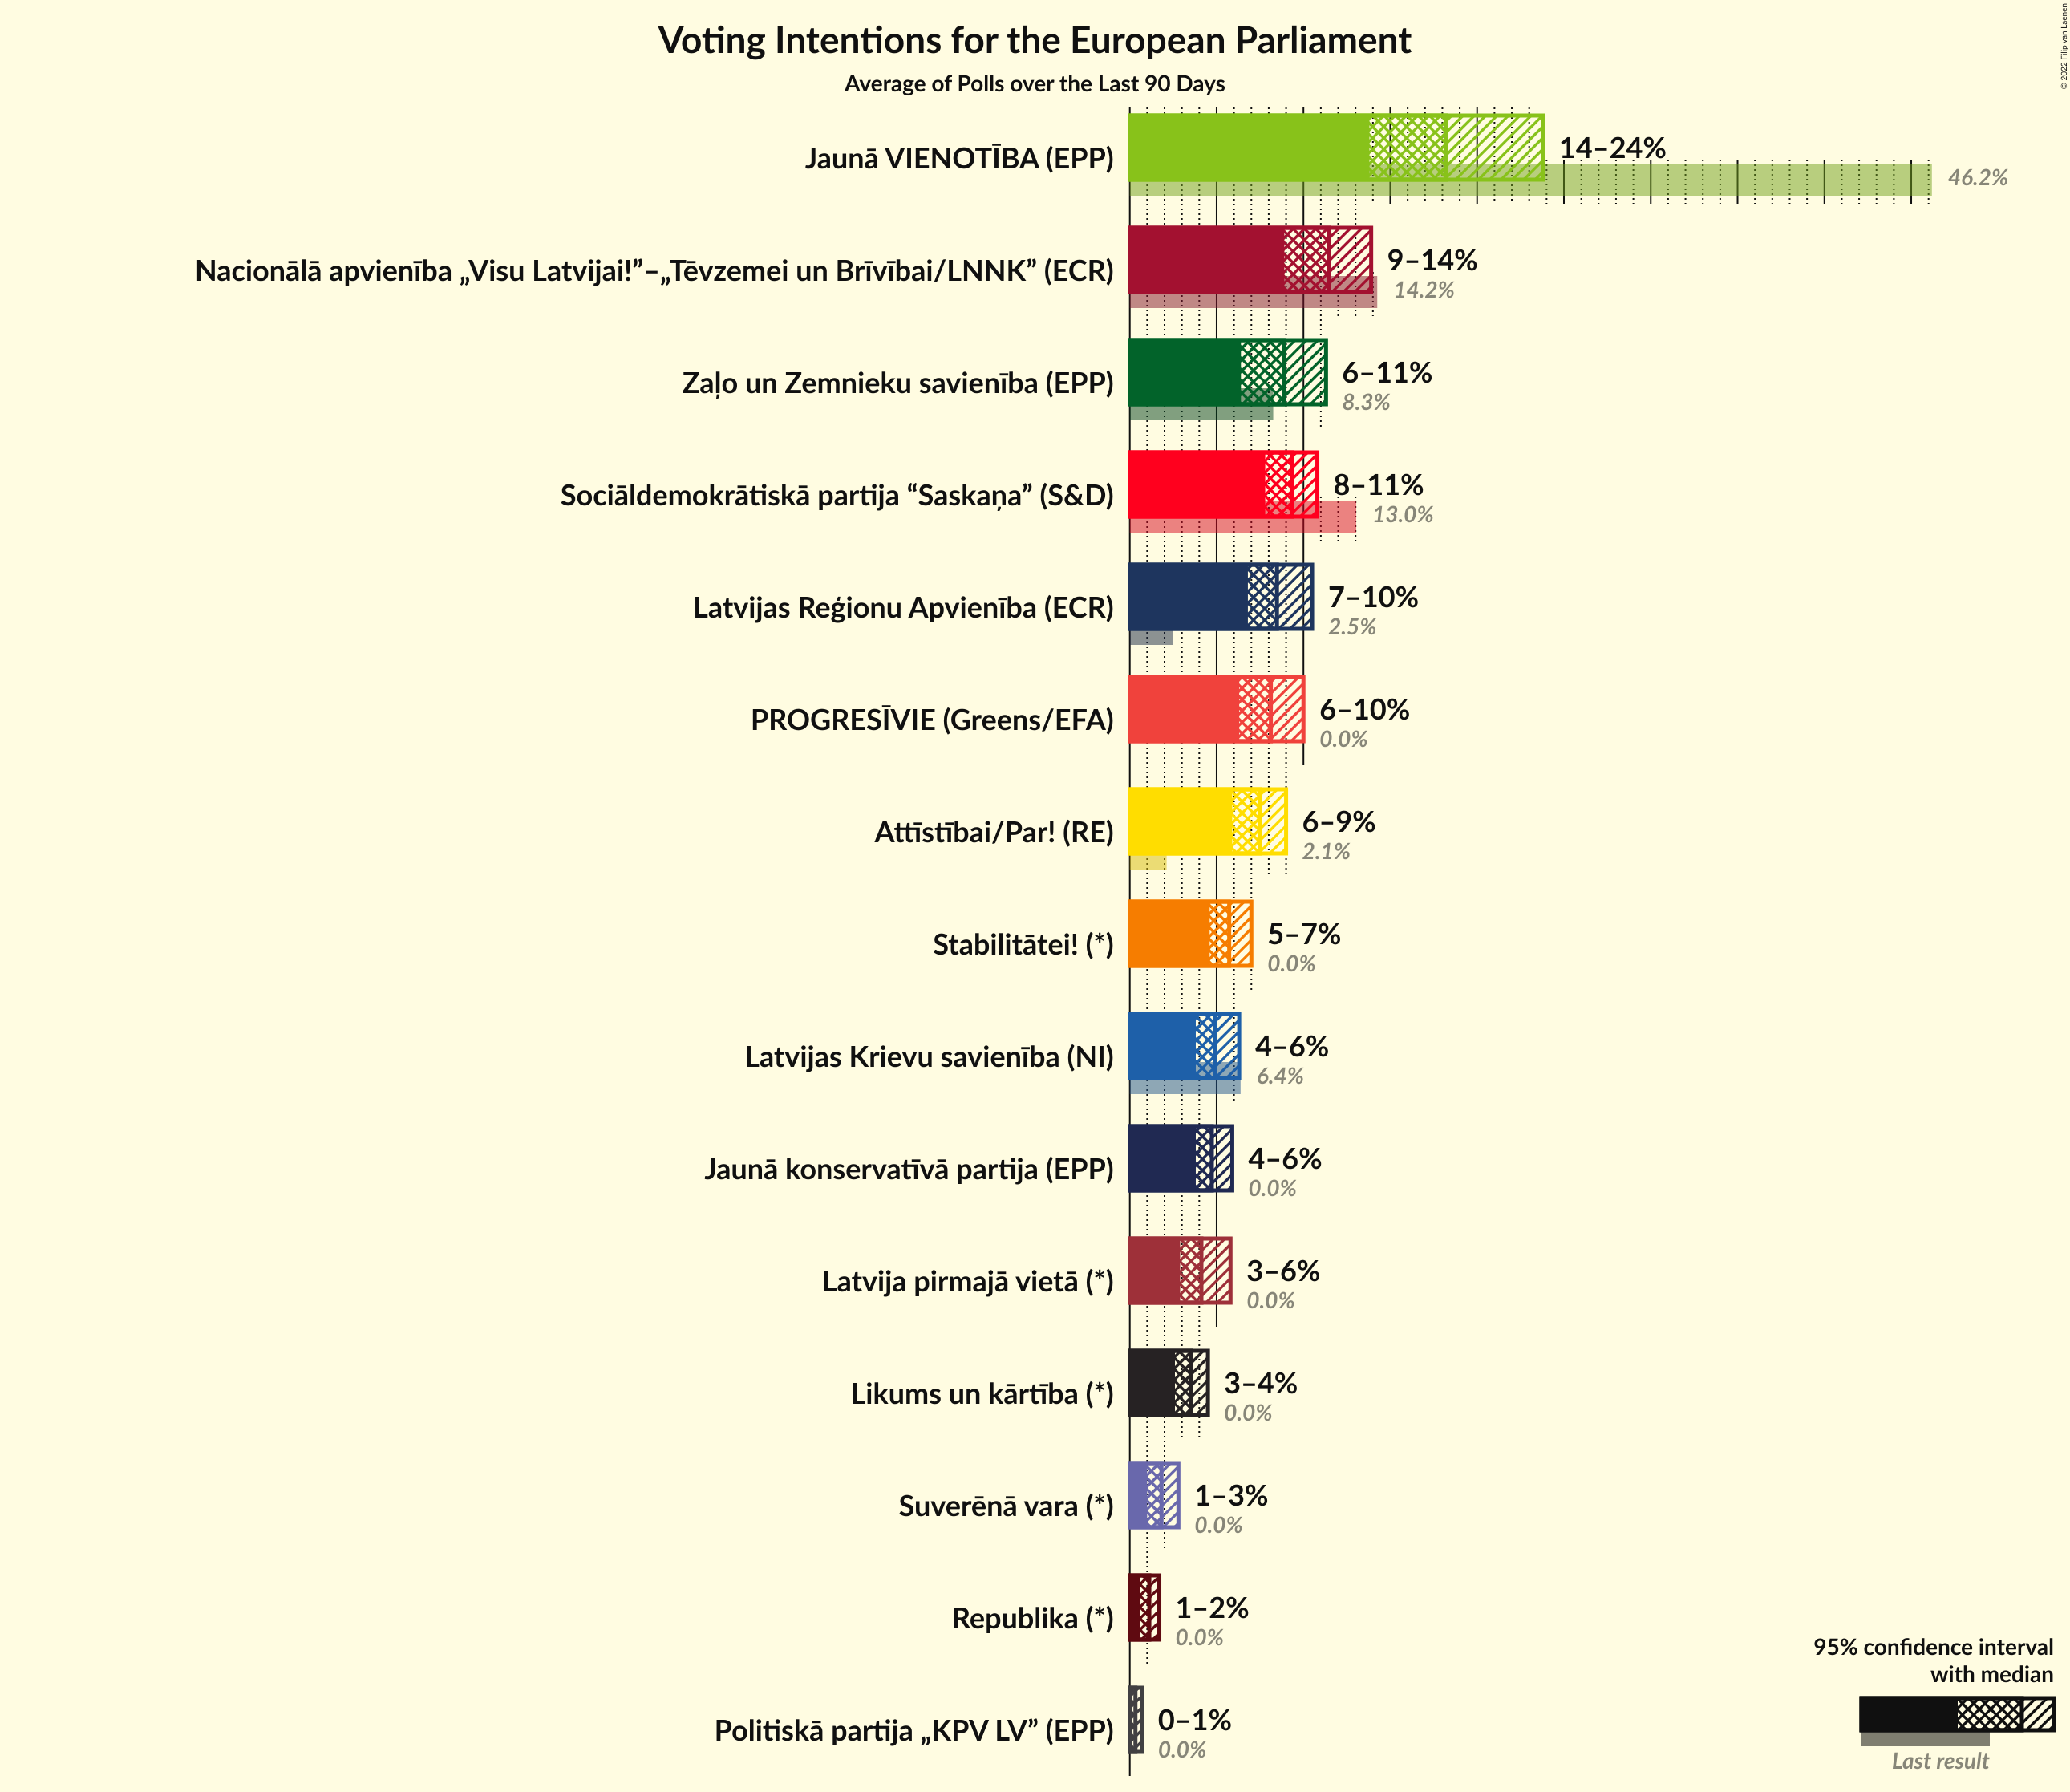 Voting Intentions for the European Parliament
Average of Polls over the Last 90 Days
© 2022 Filip van Laenen
Jaunā VIENOTĪBA (EPP)
14–24%
46.2%
Nacionālā apvienība „Visu Latvijai!”–„Tēvzemei un Brīvībai/LNNK” (ECR)
9–14%
14.2%
Zaļo un Zemnieku savienība (EPP)
6–11%
8.3%
Sociāldemokrātiskā partija “Saskaņa” (S&D)
8–11%
13.0%
Latvijas Reģionu Apvienība (ECR)
7–10%
2.5%
PROGRESĪVIE (Greens/EFA)
6–10%
0.0%
Attīstībai/Par! (RE)
6–9%
2.1%
Stabilitātei! (*)
5–7%
0.0%
Latvijas Krievu savienība (NI)
4–6%
6.4%
Jaunā konservatīvā partija (EPP)
4–6%
0.0%
Latvija pirmajā vietā (*)
3–6%
0.0%
Likums un kārtība (*)
3–4%
0.0%
Suverēnā vara (*)
1–3%
0.0%
Republika (*)
1–2%
0.0%
Politiskā partija „KPV LV” (EPP)
0–1%
0.0%
95% confidence interval
with median
Last result